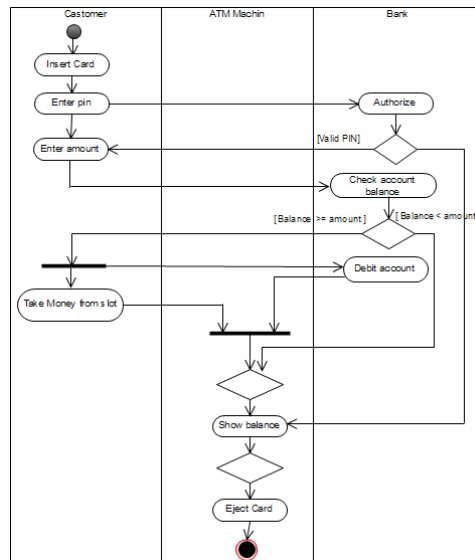 Castomer
ATM Machin
Bank
Insert Card
Enter pin
Authorize
[Valid PIN]
Enter amount
Check account
balance
[Balance >= amount ]
[ Balance < amount
Debit account
Take Money from slot
Show balance
Eject Card